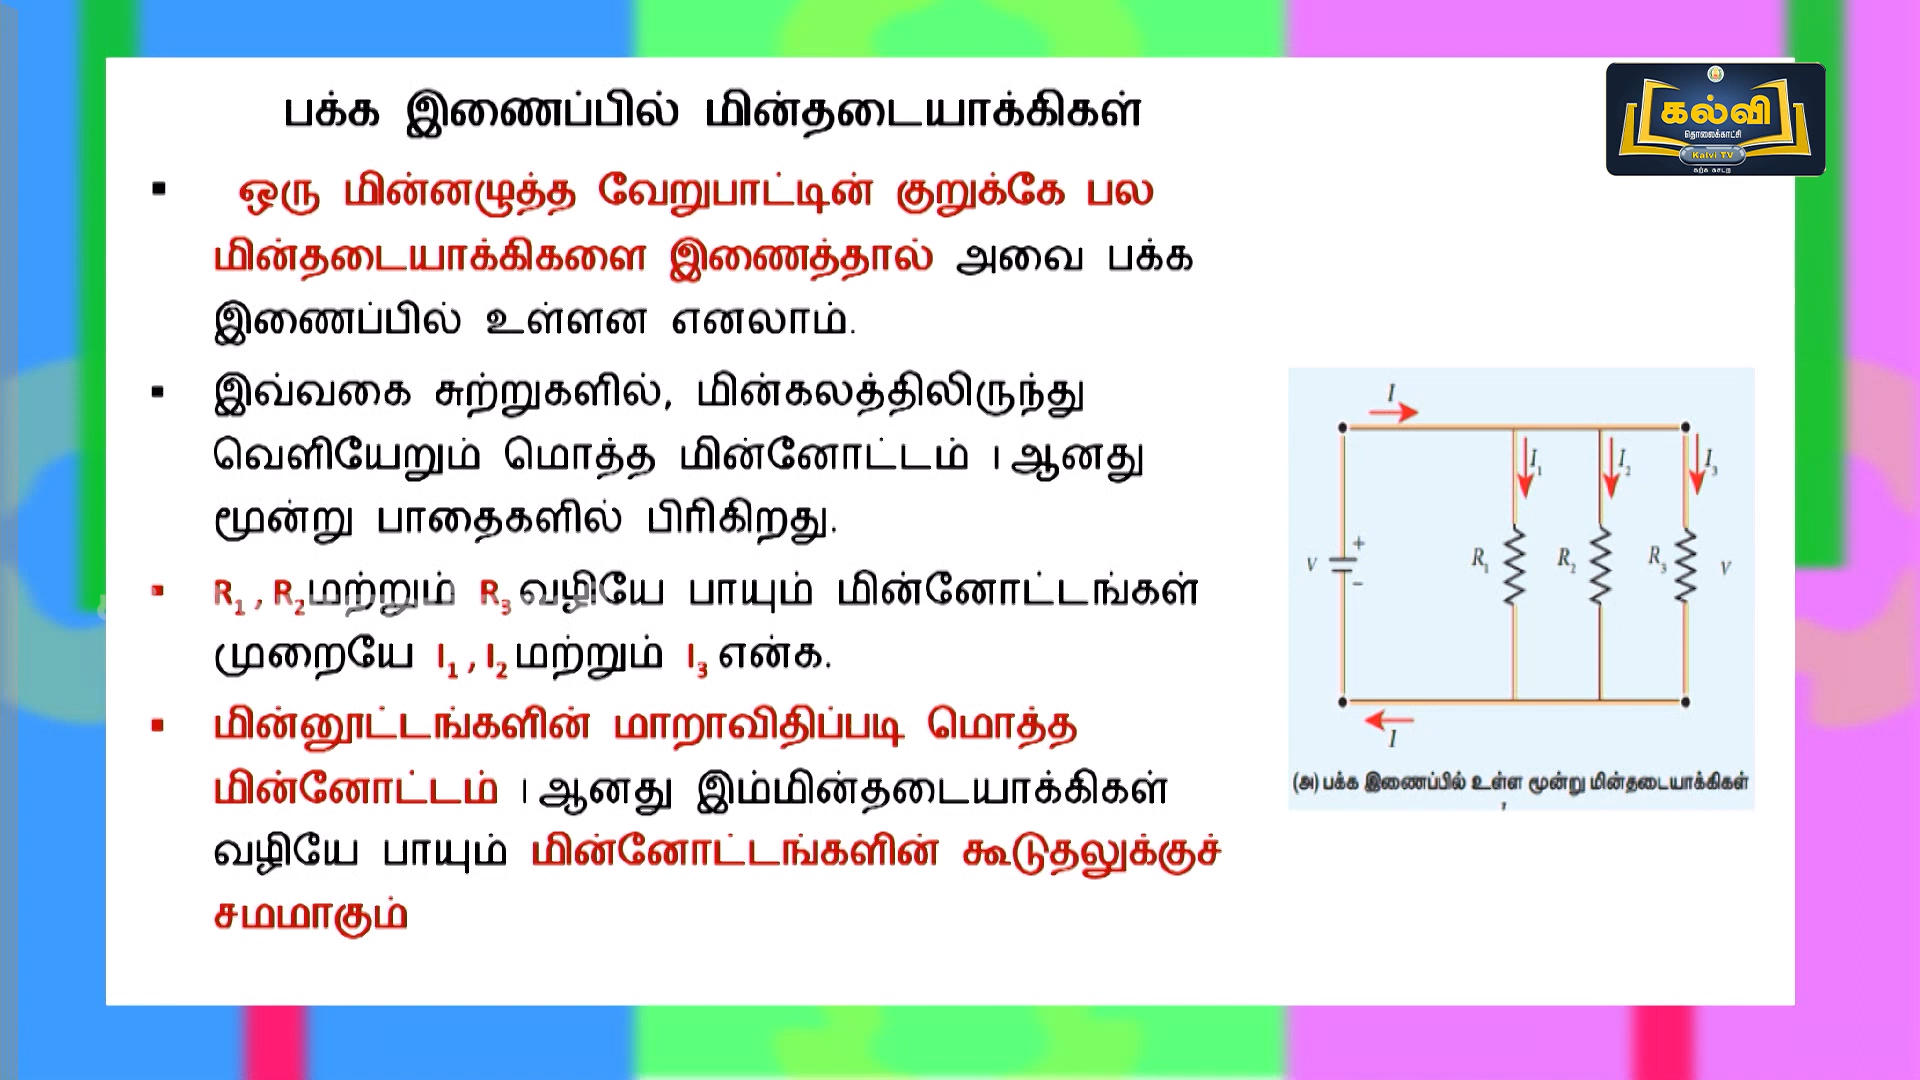 பக்க இணைப்பில் மின்தடையாக்கிகள்
கல்வி
தொலைக்காட்சி
Kalvi TV
கற்க கசடற
▪ ஒரு மின்னழுத்த வேறுபாட்டின் குறுக்கே பல
மின்தடையாக்கிகளை இணைத்தால் அவை பக்க
இணைப்பில் உள்ளன எனலாம்.
▪ இவ்வகை சுற்றுகளில், மின்கலத்திலிருந்து
வெளியேறும் மொத்த மின்னோட்டம் I ஆனது
மூன்று பாதைகளில் பிரிகிறது.
▪ R₁ , R₂ மற்றும் R₃ வழியே பாயும் மின்னோட்டங்கள்
முறையே I₁ , I₂ மற்றும் I₃ என்க.
▪ மின்னூட்டங்களின் மாறாவிதிப்படி மொத்த
மின்னோட்டம் I ஆனது இம்மின்தடையாக்கிகள்
வழியே பாயும் மின்னோட்டங்களின் கூடுதலுக்குச்
சமமாகும்
I
I₁ I₂ I₃
+
V R₁ R₂ R₃ V
−
I
(அ) பக்க இணைப்பில் உள்ள மூன்று மின்தடையாக்கிகள்